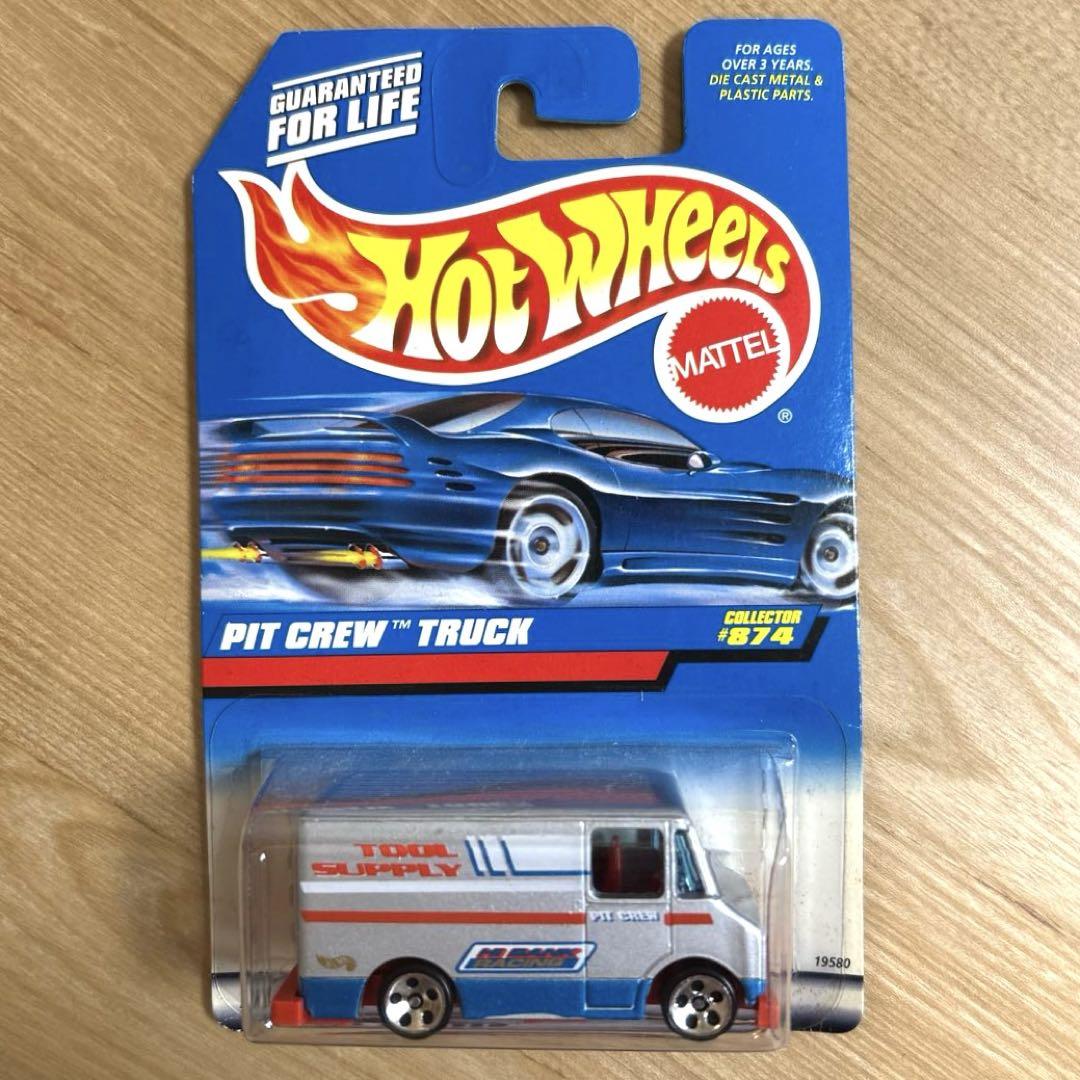 GUARANTEED
FOR LIFE
FOR AGES
OVER 3 YEARS.
DIE CAST METAL &
PLASTIC PARTS.
HOT WHEELS
MATTEL
®
PIT CREW™ TRUCK
COLLECTOR
#874
TOOL
SUPPLY
PIT CREW
RACING
19580